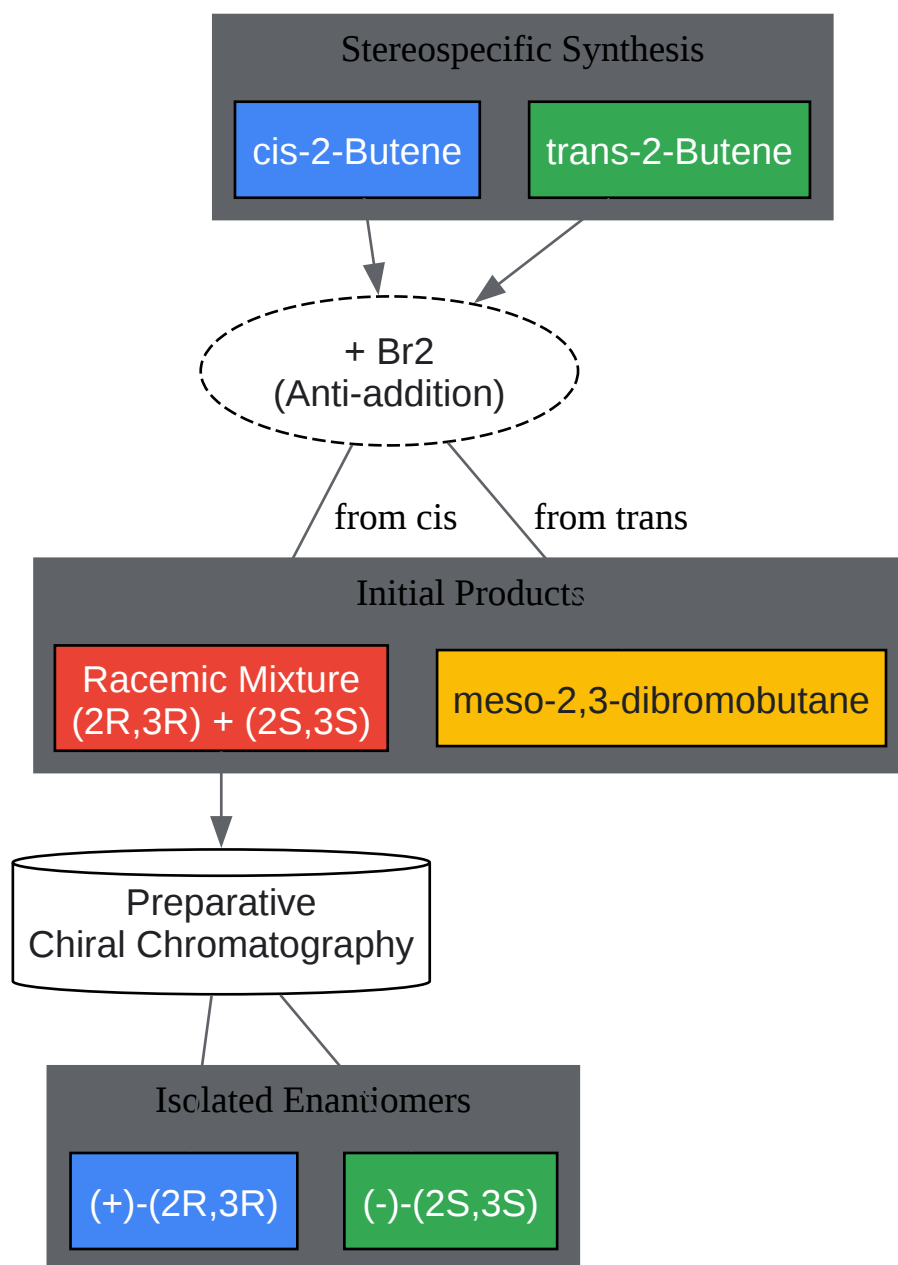 Stereospecific Synthesis
cis-2-Butene
trans-2-Butene
+ Br2
(Anti-addition)
from cis
from trans
Initial Products
Racemic Mixture
(2R,3R) + (2S,3S)
meso-2,3-dibromobutane
Preparative
Chiral Chromatography
Isolated Enantiomers
(+)-(2R,3R)
(-)-(2S,3S)